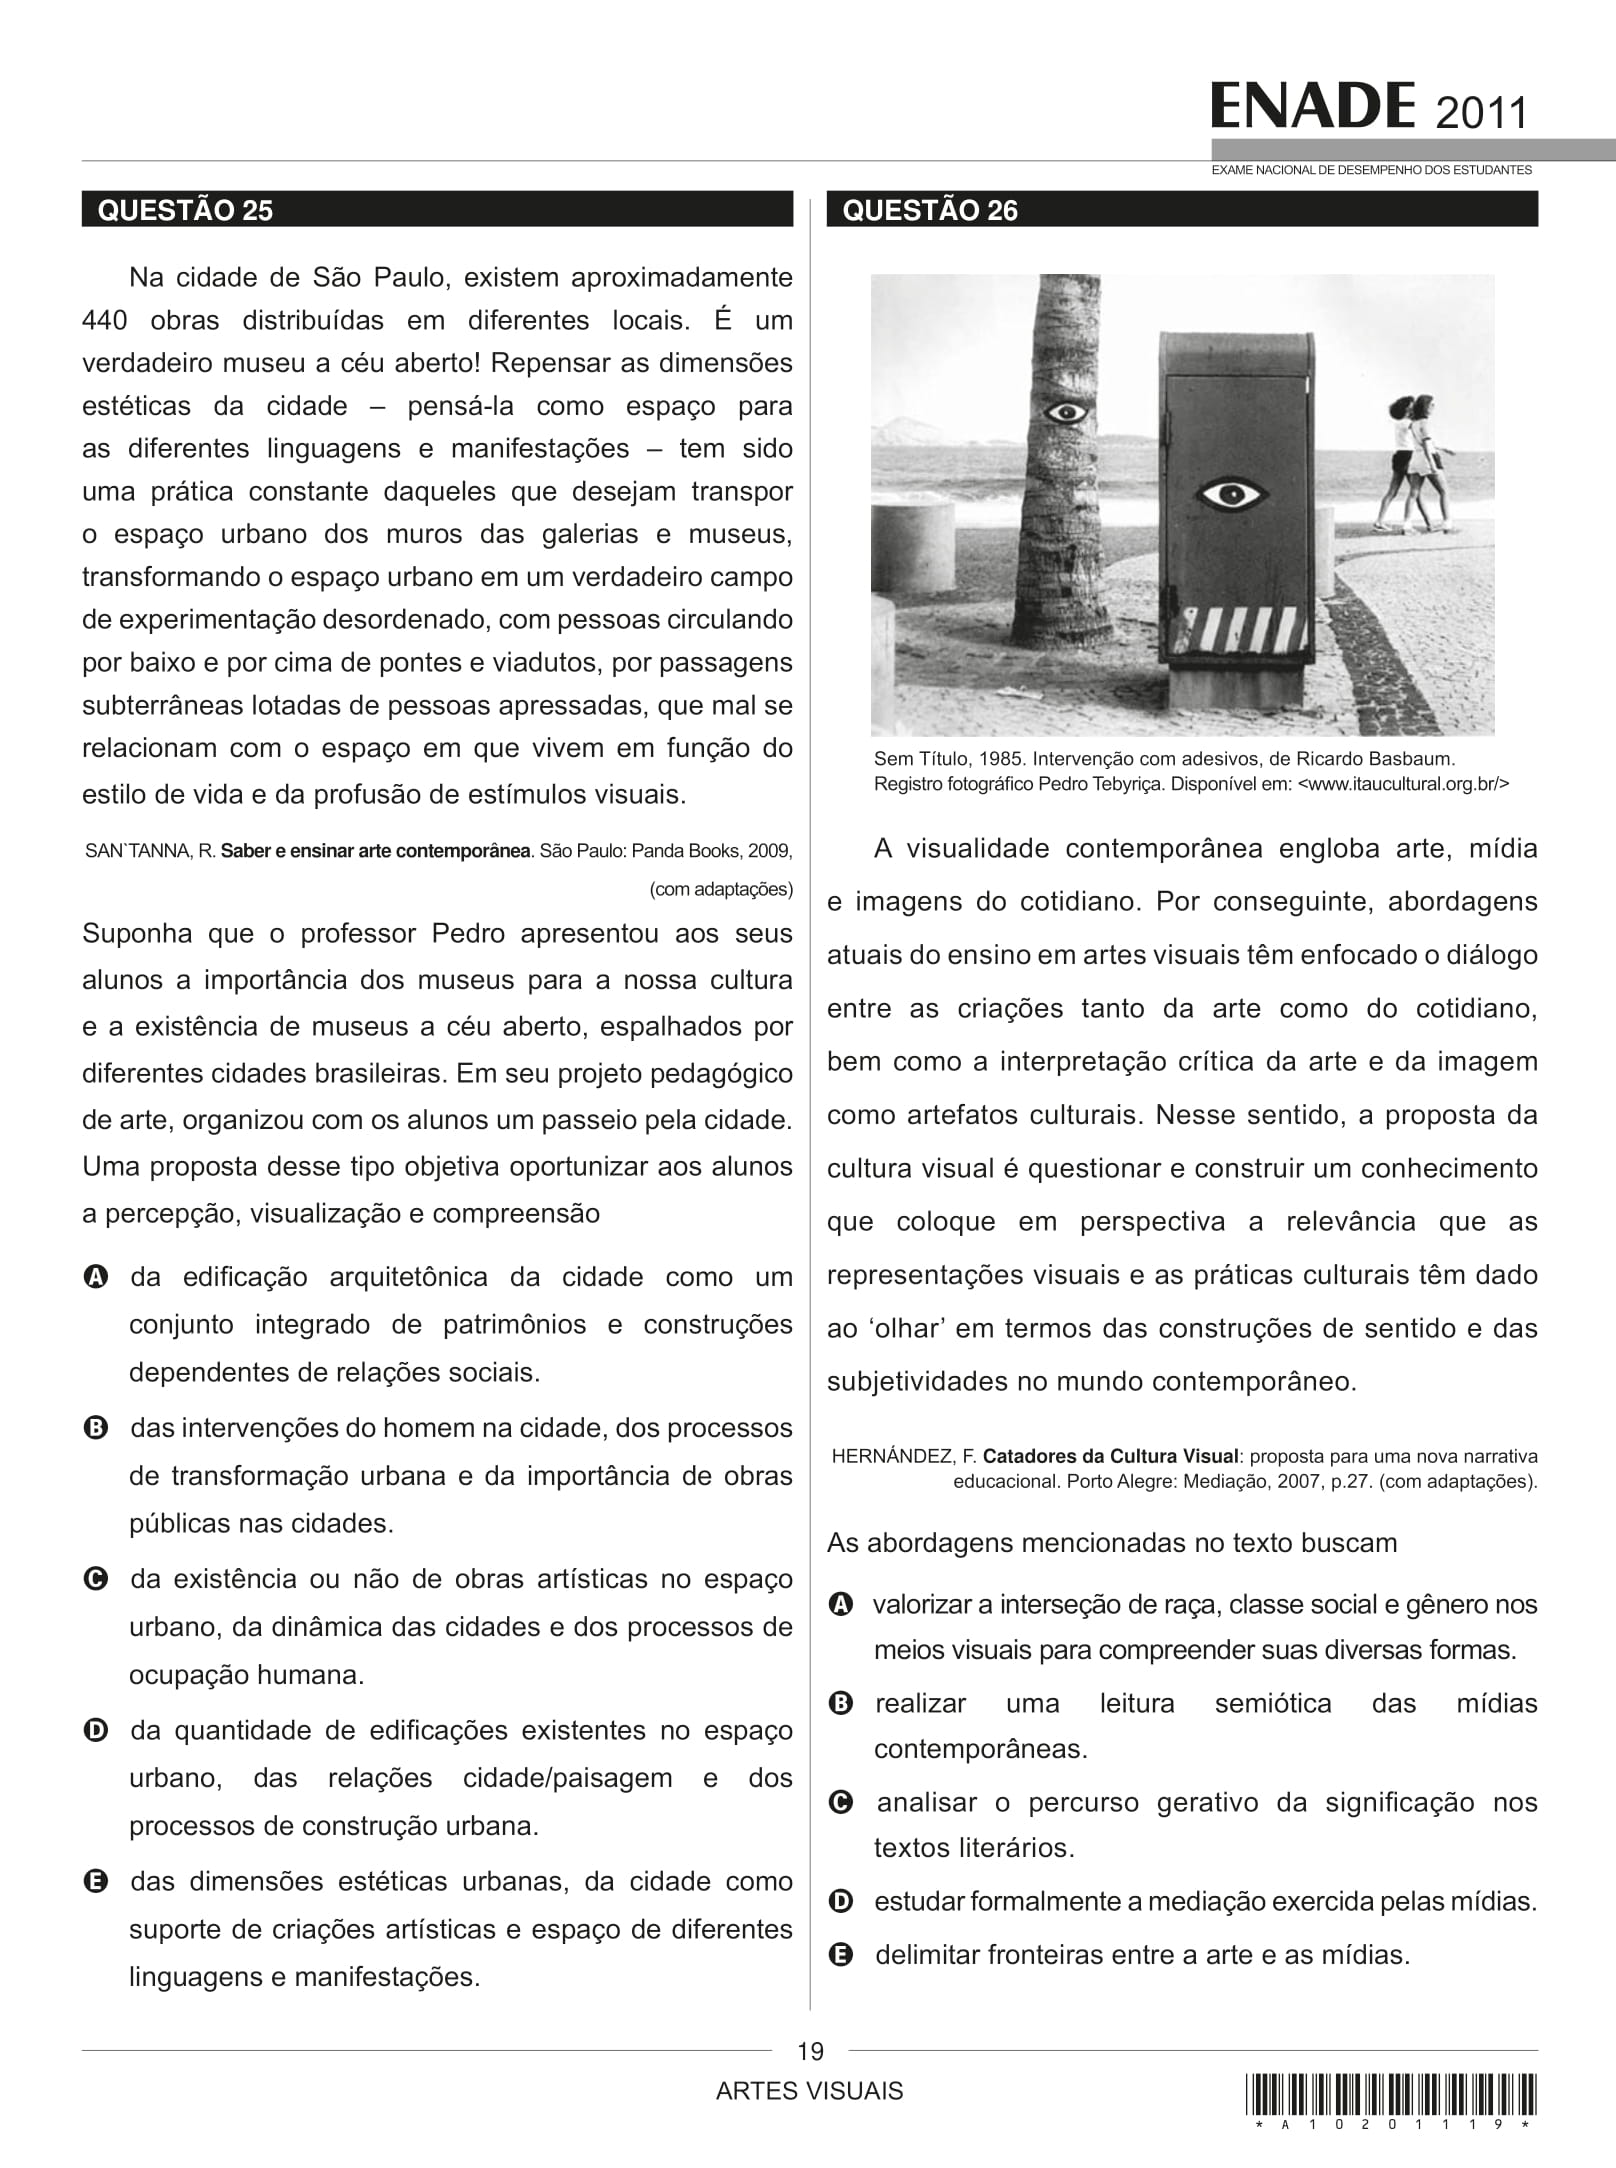 ENADE 2011
EXAME NACIONAL DE DESEMPENHO DOS ESTUDANTES
QUESTÃO 25
Na cidade de São Paulo, existem aproximadamente
440 obras distribuídas em diferentes locais. É um
verdadeiro museu a céu aberto! Repensar as dimensões
estéticas da cidade – pensá-la como espaço para
as diferentes linguagens e manifestações – tem sido
uma prática constante daqueles que desejam transpor
o espaço urbano dos muros das galerias e museus,
transformando o espaço urbano em um verdadeiro campo
de experimentação desordenado, com pessoas circulando
por baixo e por cima de pontes e viadutos, por passagens
subterrâneas lotadas de pessoas apressadas, que mal se
relacionam com o espaço em que vivem em função do
estilo de vida e da profusão de estímulos visuais.
SAN`TANNA, R. Saber e ensinar arte contemporânea. São Paulo: Panda Books, 2009,
(com adaptações)
Suponha que o professor Pedro apresentou aos seus
alunos a importância dos museus para a nossa cultura
e a existência de museus a céu aberto, espalhados por
diferentes cidades brasileiras. Em seu projeto pedagógico
de arte, organizou com os alunos um passeio pela cidade.
Uma proposta desse tipo objetiva oportunizar aos alunos
a percepção, visualização e compreensão
A da edificação arquitetônica da cidade como um
conjunto integrado de patrimônios e construções
dependentes de relações sociais.
B das intervenções do homem na cidade, dos processos
de transformação urbana e da importância de obras
públicas nas cidades.
C da existência ou não de obras artísticas no espaço
urbano, da dinâmica das cidades e dos processos de
ocupação humana.
D da quantidade de edificações existentes no espaço
urbano, das relações cidade/paisagem e dos
processos de construção urbana.
E das dimensões estéticas urbanas, da cidade como
suporte de criações artísticas e espaço de diferentes
linguagens e manifestações.
QUESTÃO 26
Sem Título, 1985. Intervenção com adesivos, de Ricardo Basbaum.
Registro fotográfico Pedro Tebyriça. Disponível em: <www.itaucultural.org.br/>
A visualidade contemporânea engloba arte, mídia
e imagens do cotidiano. Por conseguinte, abordagens
atuais do ensino em artes visuais têm enfocado o diálogo
entre as criações tanto da arte como do cotidiano,
bem como a interpretação crítica da arte e da imagem
como artefatos culturais. Nesse sentido, a proposta da
cultura visual é questionar e construir um conhecimento
que coloque em perspectiva a relevância que as
representações visuais e as práticas culturais têm dado
ao ‘olhar’ em termos das construções de sentido e das
subjetividades no mundo contemporâneo.
HERNÁNDEZ, F. Catadores da Cultura Visual: proposta para uma nova narrativa
educacional. Porto Alegre: Mediação, 2007, p.27. (com adaptações).
As abordagens mencionadas no texto buscam
A valorizar a interseção de raça, classe social e gênero nos
meios visuais para compreender suas diversas formas.
B realizar uma leitura semiótica das mídias
contemporâneas.
C analisar o percurso gerativo da significação nos
textos literários.
D estudar formalmente a mediação exercida pelas mídias.
E delimitar fronteiras entre a arte e as mídias.
19
ARTES VISUAIS
* A 1 0 2 0 1 1 1 9 *